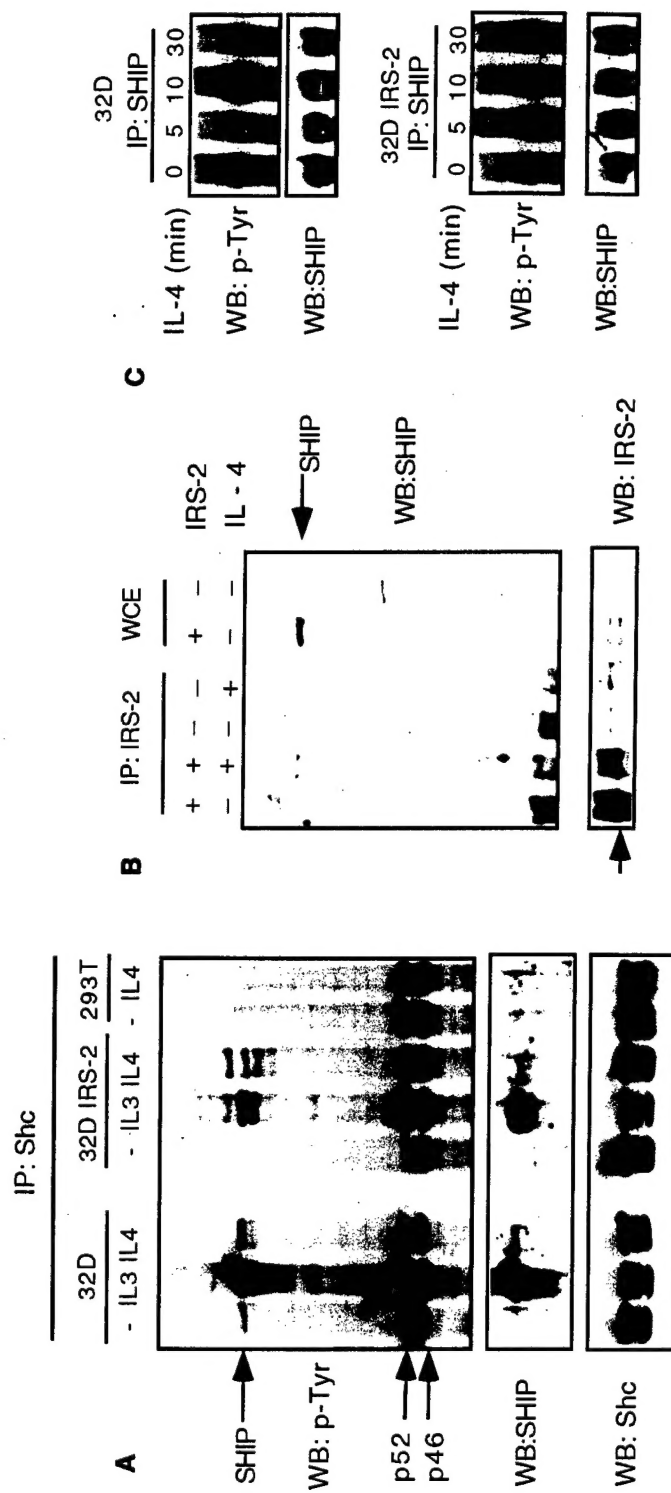 A
IP: Shc
32D
32D IRS-2
293T
- IL3 IL4
- IL3 IL4
- IL4
SHIP
WB: p-Tyr
p52
p46
WB:SHIP
WB: Shc
B
IP: IRS-2
WCE
+ + - - + - IRS-2
- + - + - - IL - 4
SHIP
WB:SHIP
WB: IRS-2
C
32D
IP: SHIP
IL-4 (min) 0 5 10 30
WB: p-Tyr
WB:SHIP
32D IRS-2
IP: SHIP
IL-4 (min) 0 5 10 30
WB: p-Tyr
WB:SHIP